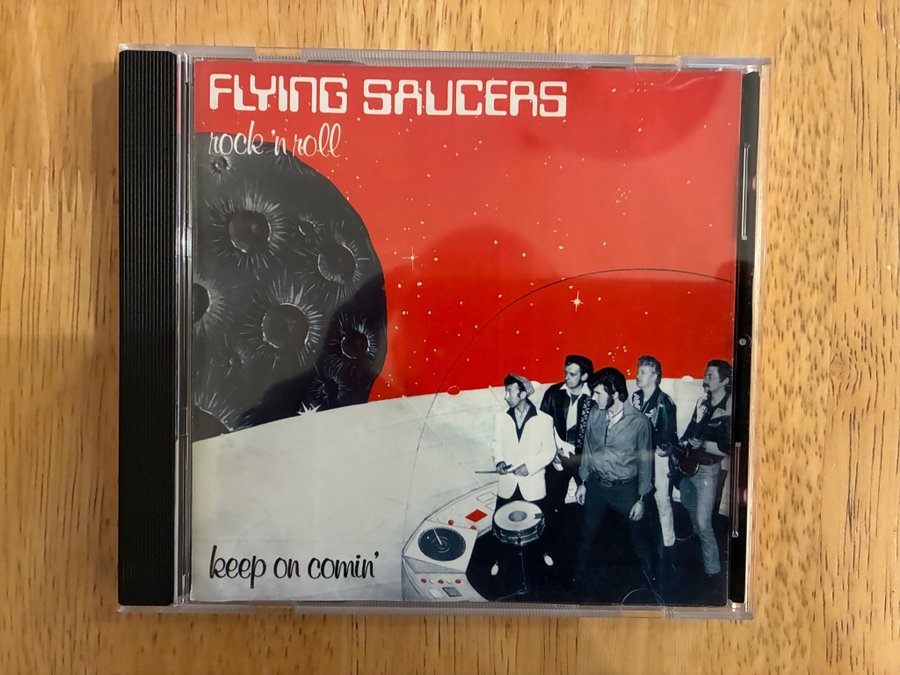 FLYING SAUCERS
rock 'n roll
keep on comin'